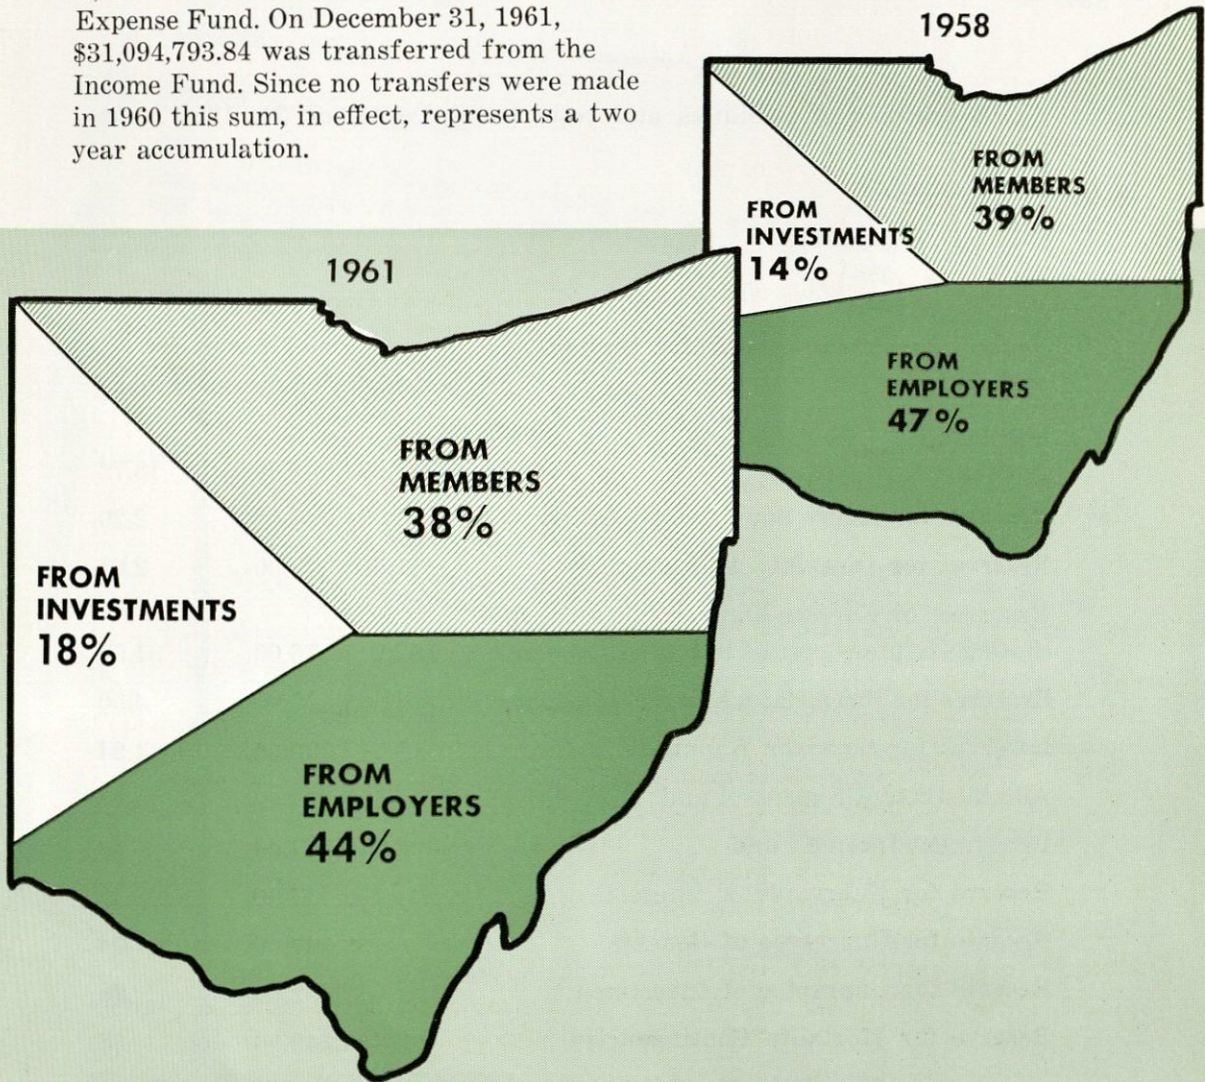 Expense Fund. On December 31, 1961,
$31,094,793.84 was transferred from the
Income Fund. Since no transfers were made
in 1960 this sum, in effect, represents a two
year accumulation.
1958
FROM
MEMBERS
39%
FROM
INVESTMENTS
14%
FROM
EMPLOYERS
47%
1961
FROM
MEMBERS
38%
FROM
INVESTMENTS
18%
FROM
EMPLOYERS
44%